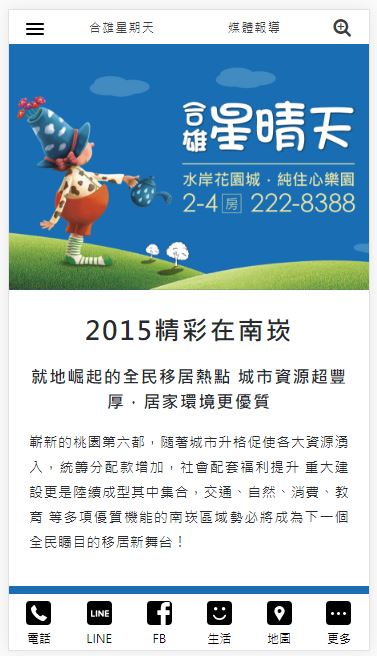 合雄星期天 媒體報導
合雄 星晴天
水岸花園城．純住心樂園
2-4房 222-8388
2015精彩在南崁
就地崛起的全民移居熱點 城市資源超豐
厚．居家環境更優質
嶄新的桃園第六都，隨著城市升格促使各大資源湧
入，統籌分配款增加，社會配套福利提升 重大建
設更是陸續成型其中集合，交通、自然、消費、教
育 等多項優質機能的南崁區域勢必將成為下一個
全民矚目的移居新舞台！
LINE
電話 LINE FB 生活 地圖 更多